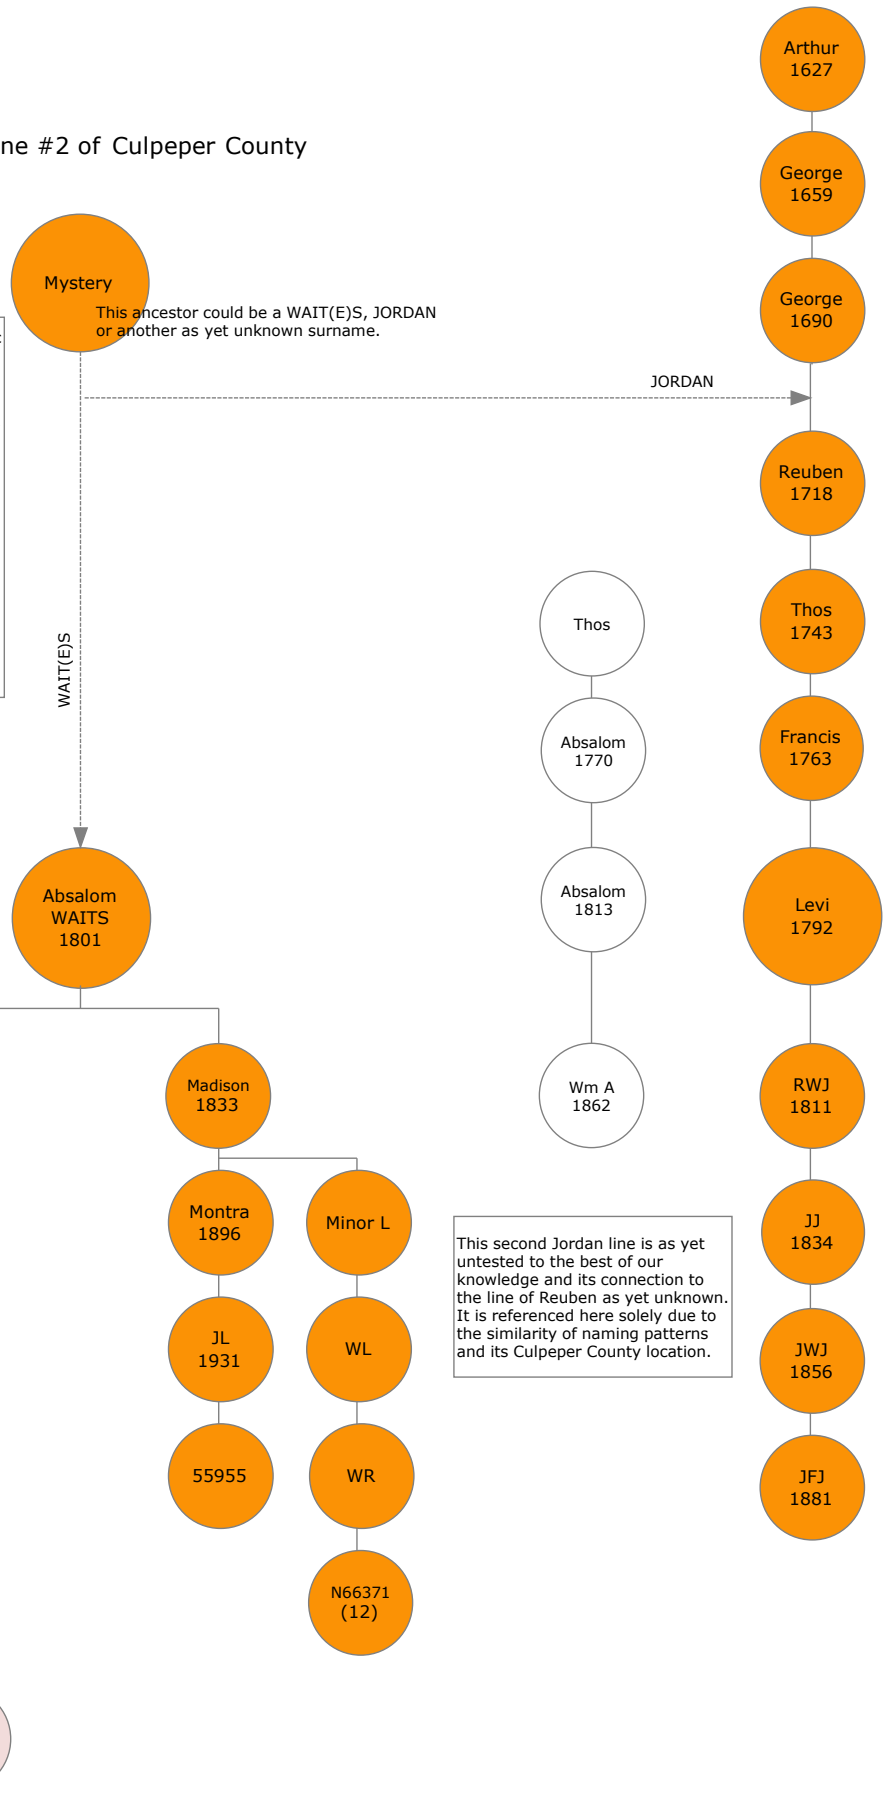 Arthur
1627
ne #2 of Culpeper County
George
1659
Mystery
This ancestor could be a WAIT(E)S, JORDAN
or another as yet unknown surname.
George
1690
JORDAN
Reuben
1718
WAIT(E)S
Thos
Thos
1743
Absalom
1770
Francis
1763
Absalom
WAITS
1801
Absalom
1813
Levi
1792
Madison
1833
Wm A
1862
RWJ
1811
Montra
1896
Minor L
This second Jordan line is as yet
untested to the best of our
knowledge and its connection to
the line of Reuben as yet unknown.
It is referenced here solely due to
the similarity of naming patterns
and its Culpeper County location.
JJ
1834
JL
1931
WL
JWJ
1856
55955
WR
JFJ
1881
N66371
(12)